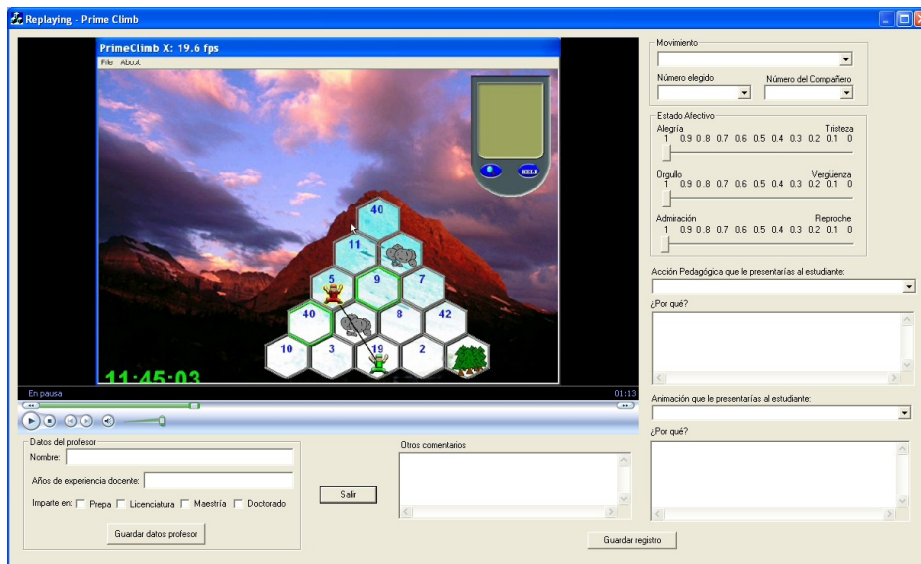 Replaying - Prime Climb
PrimeClimb X: 19.6 fps
File About
HELP
40
11
5 9 7
40 8 42
10 3 19 2
11:45:03
En pausa 01:13
Movimiento
Número elegido Número del Compañero
Estado Afectivo
Alegría Tristeza
1 0.9 0.8 0.7 0.6 0.5 0.4 0.3 0.2 0.1 0
Orgullo Vergüenza
1 0.9 0.8 0.7 0.6 0.5 0.4 0.3 0.2 0.1 0
Admiración Reproche
1 0.9 0.8 0.7 0.6 0.5 0.4 0.3 0.2 0.1 0
Acción Pedagógica que le presentarías al estudiante:
¿Por qué?
Animación que le presentarías al estudiante:
¿Por qué?
Datos del profesor
Nombre:
Años de experiencia docente:
Imparte en: Prepa Licenciatura Maestría Doctorado
Guardar datos profesor
Salir
Otros comentarios
Guardar registro